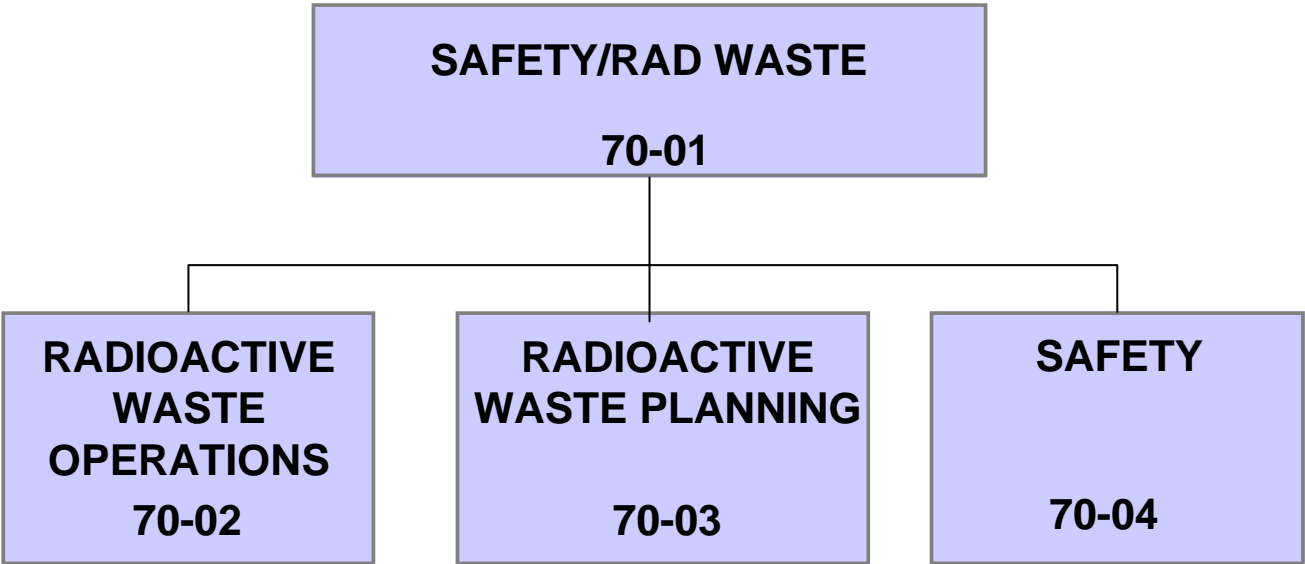 SAFETY/RAD WASTE
70-01
RADIOACTIVE
WASTE
OPERATIONS
70-02
RADIOACTIVE
WASTE PLANNING
70-03
SAFETY
70-04